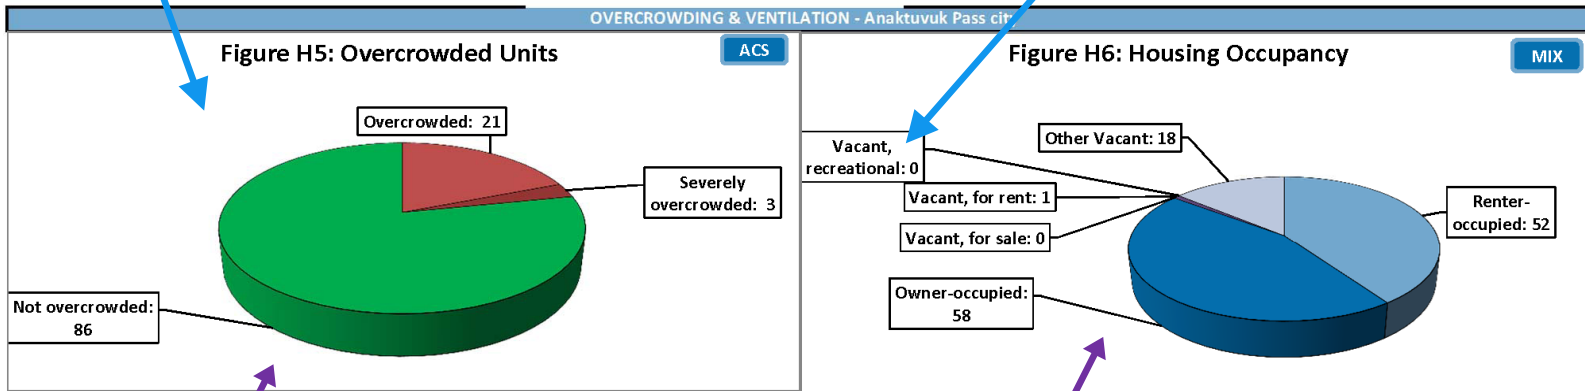 OVERCROWDING & VENTILATION - Anaktuvuk Pass city
Figure H5: Overcrowded Units
ACS
Overcrowded: 21
Severely
overcrowded: 3
Not overcrowded:
86
Figure H6: Housing Occupancy
MIX
Vacant,
recreational: 0
Other Vacant: 18
Vacant, for rent: 1
Renter-
occupied: 52
Vacant, for sale: 0
Owner-occupied:
58